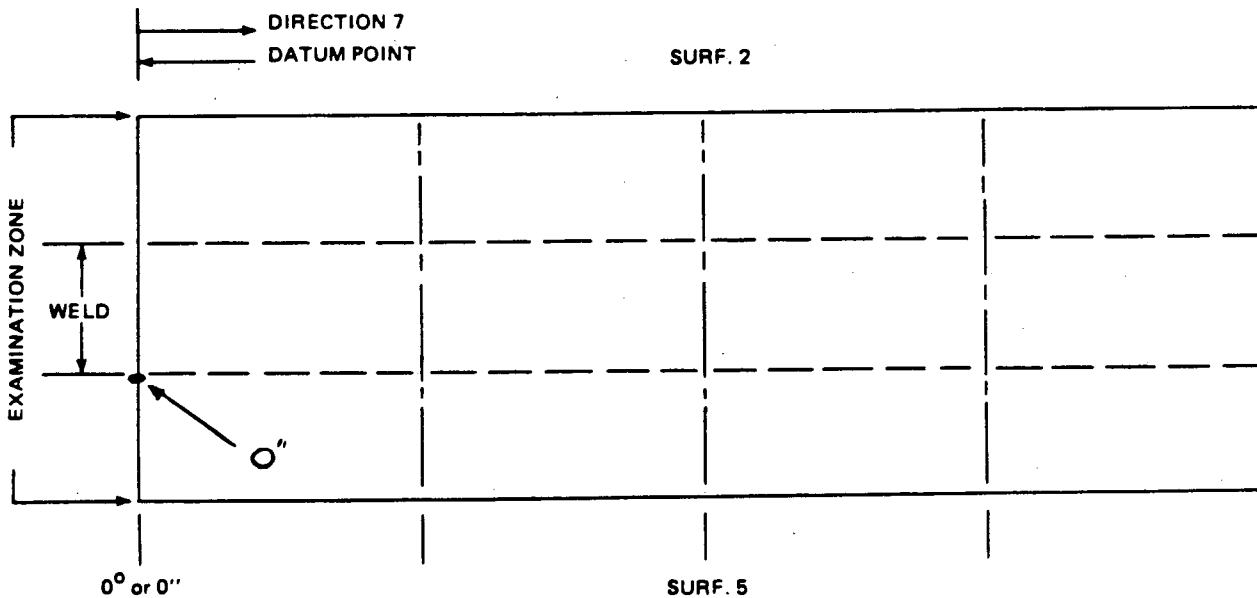 DIRECTION 7
DATUM POINT
SURF. 2
EXAMINATION ZONE
WELD
O"
0° or 0"
SURF. 5